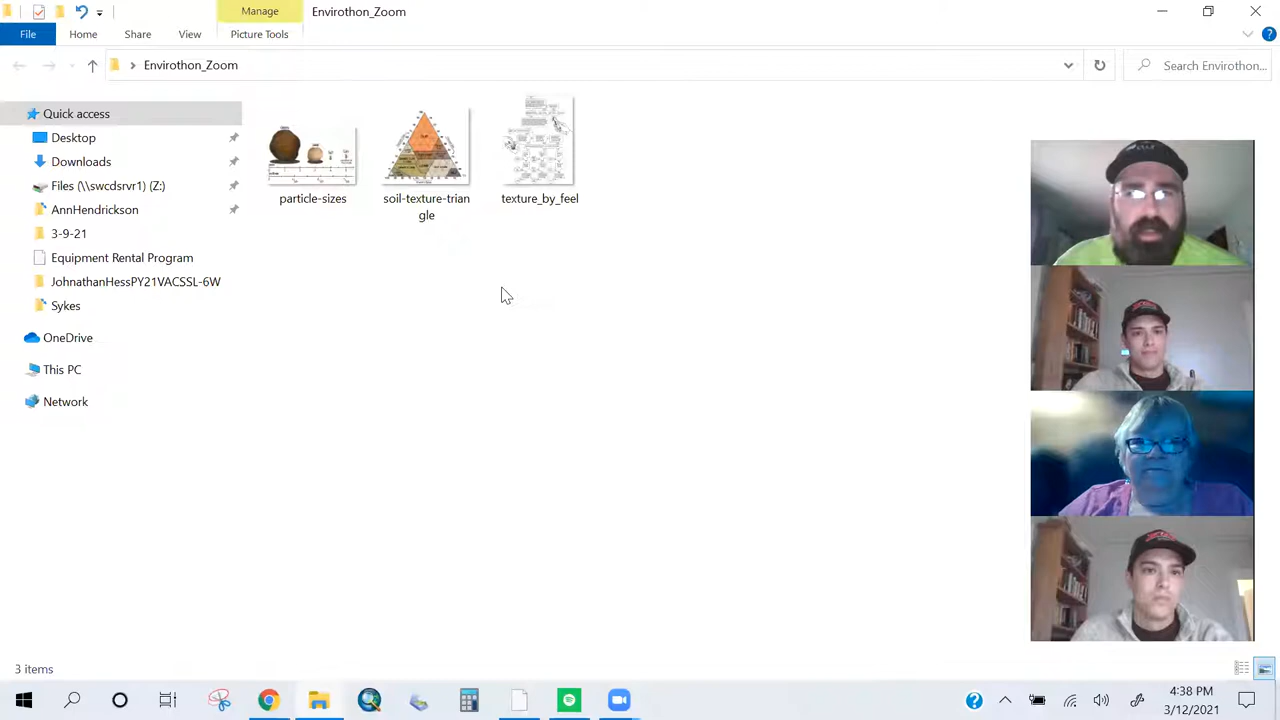 Manage
Envirothon_Zoom
File
Home
Share
View
Picture Tools
Envirothon_Zoom
Search Envirothon...
Quick access
Desktop
Downloads
Files (\\swcdsrvr1) (Z:)
AnnHendrickson
3-9-21
Equipment Rental Program
JohnathanHessPY21VACSSL-6W
Sykes
OneDrive
This PC
Network
particle-sizes
soil-texture-trian
gle
texture_by_feel
3 items
4:38 PM
3/12/2021